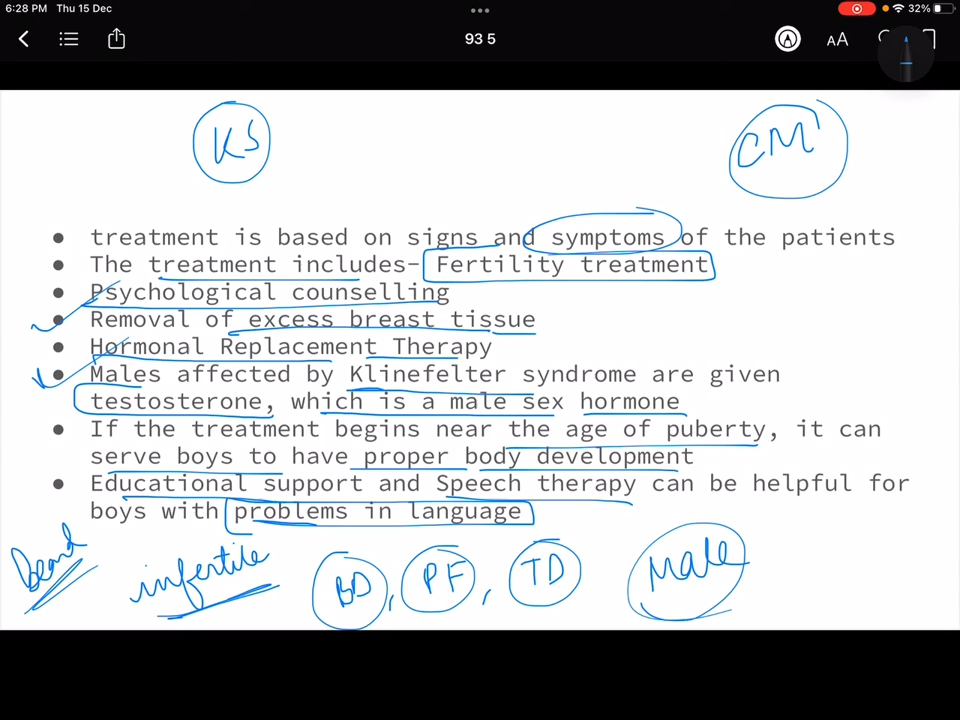 6:28 PM Thu 15 Dec
32%
93 5
AA
KS
CM
● treatment is based on signs and symptoms of the patients
● The treatment includes- Fertility treatment
● Psychological counselling
● Removal of excess breast tissue
● Hormonal Replacement Therapy
● Males affected by Klinefelter syndrome are given
testosterone, which is a male sex hormone
● If the treatment begins near the age of puberty, it can
serve boys to have proper body development
● Educational support and Speech therapy can be helpful for
boys with problems in language
Beard infertile BD, PF, TD Male